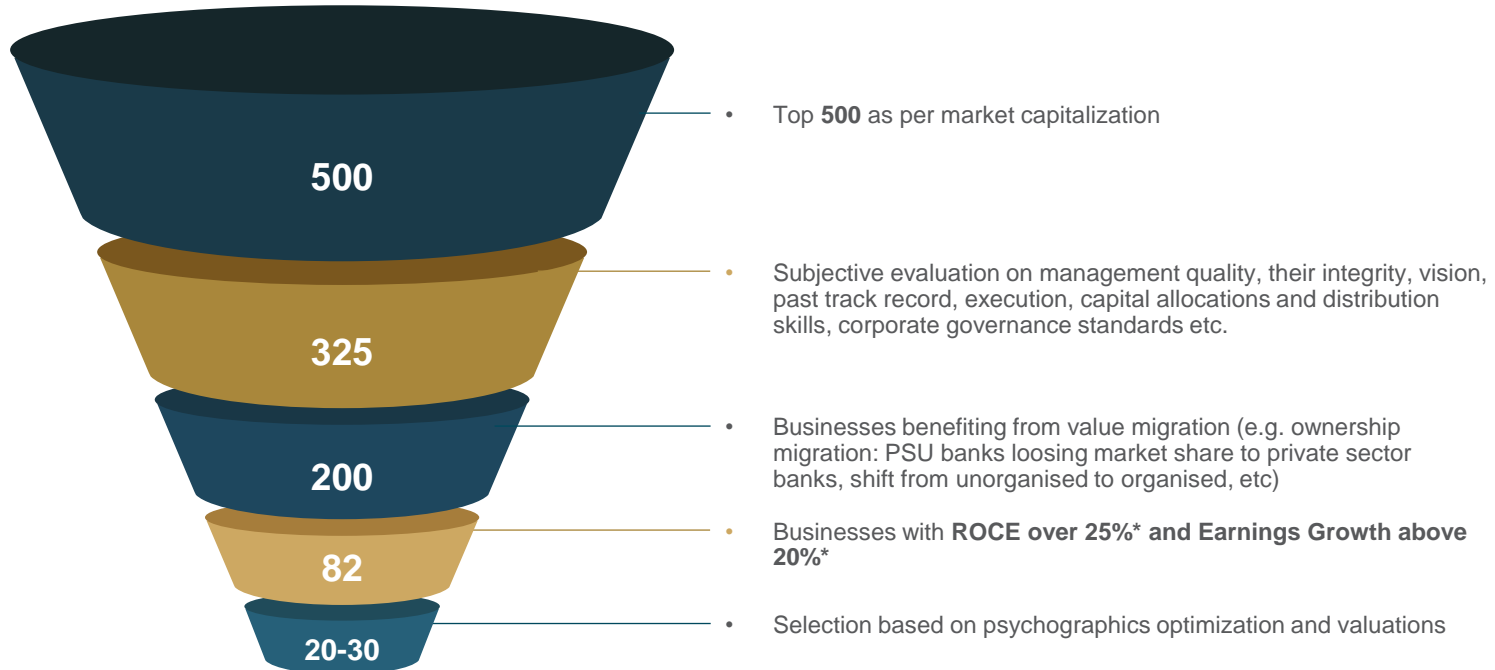 500
• Top 500 as per market capitalization
325
• Subjective evaluation on management quality, their integrity, vision,
past track record, execution, capital allocations and distribution
skills, corporate governance standards etc.
200
• Businesses benefiting from value migration (e.g. ownership
migration: PSU banks loosing market share to private sector
banks, shift from unorganised to organised, etc)
82
• Businesses with ROCE over 25%* and Earnings Growth above
20%*
20-30
• Selection based on psychographics optimization and valuations